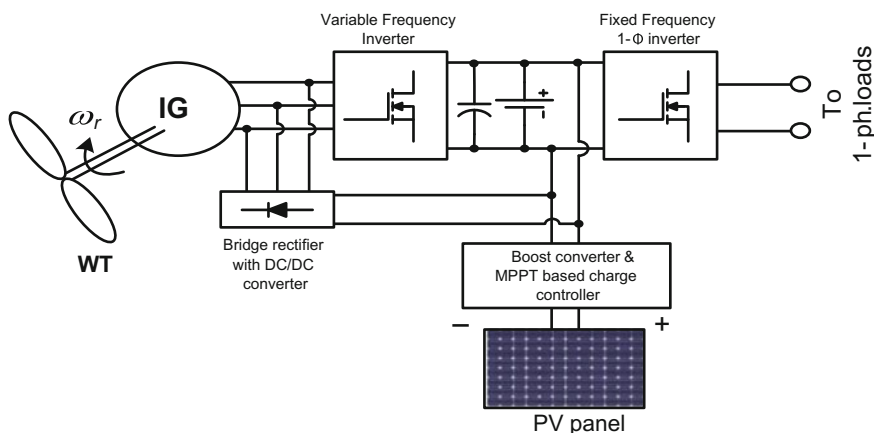 Variable Frequency
Inverter
Fixed Frequency
1-Φ inverter
IG
ωr
WT
+
-
To
1-ph.loads
Bridge rectifier
with DC/DC
converter
Boost converter &
MPPT based charge
controller
− +
PV panel